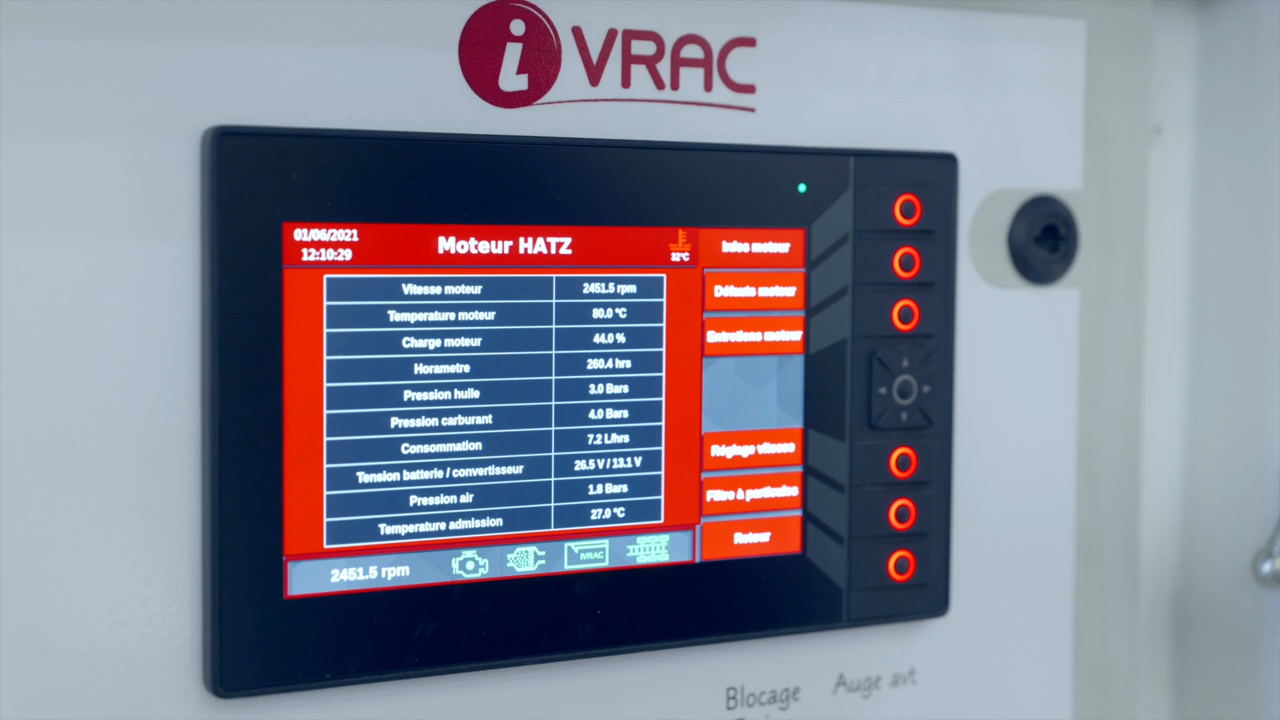 i VRAC
01/06/2021
12:10:29
Moteur HATZ
32°C
Infos moteur
Vitesse moteur 2451.5 rpm
Temperature moteur 80.0 °C
Charge moteur 44.0 %
Horametre 260.4 hrs
Pression huile 3.0 Bars
Pression carburant 4.0 Bars
Consommation 7.2 L/hrs
Tension batterie / convertisseur 26.5 V / 13.1 V
Pression air 1.8 Bars
Temperature admission 27.0 °C
Défauts moteur
Entretiens moteur
Réglage vitesse
Filtre à particules
Retour
2451.5 rpm
IVRAC
Blocage
Auge avt